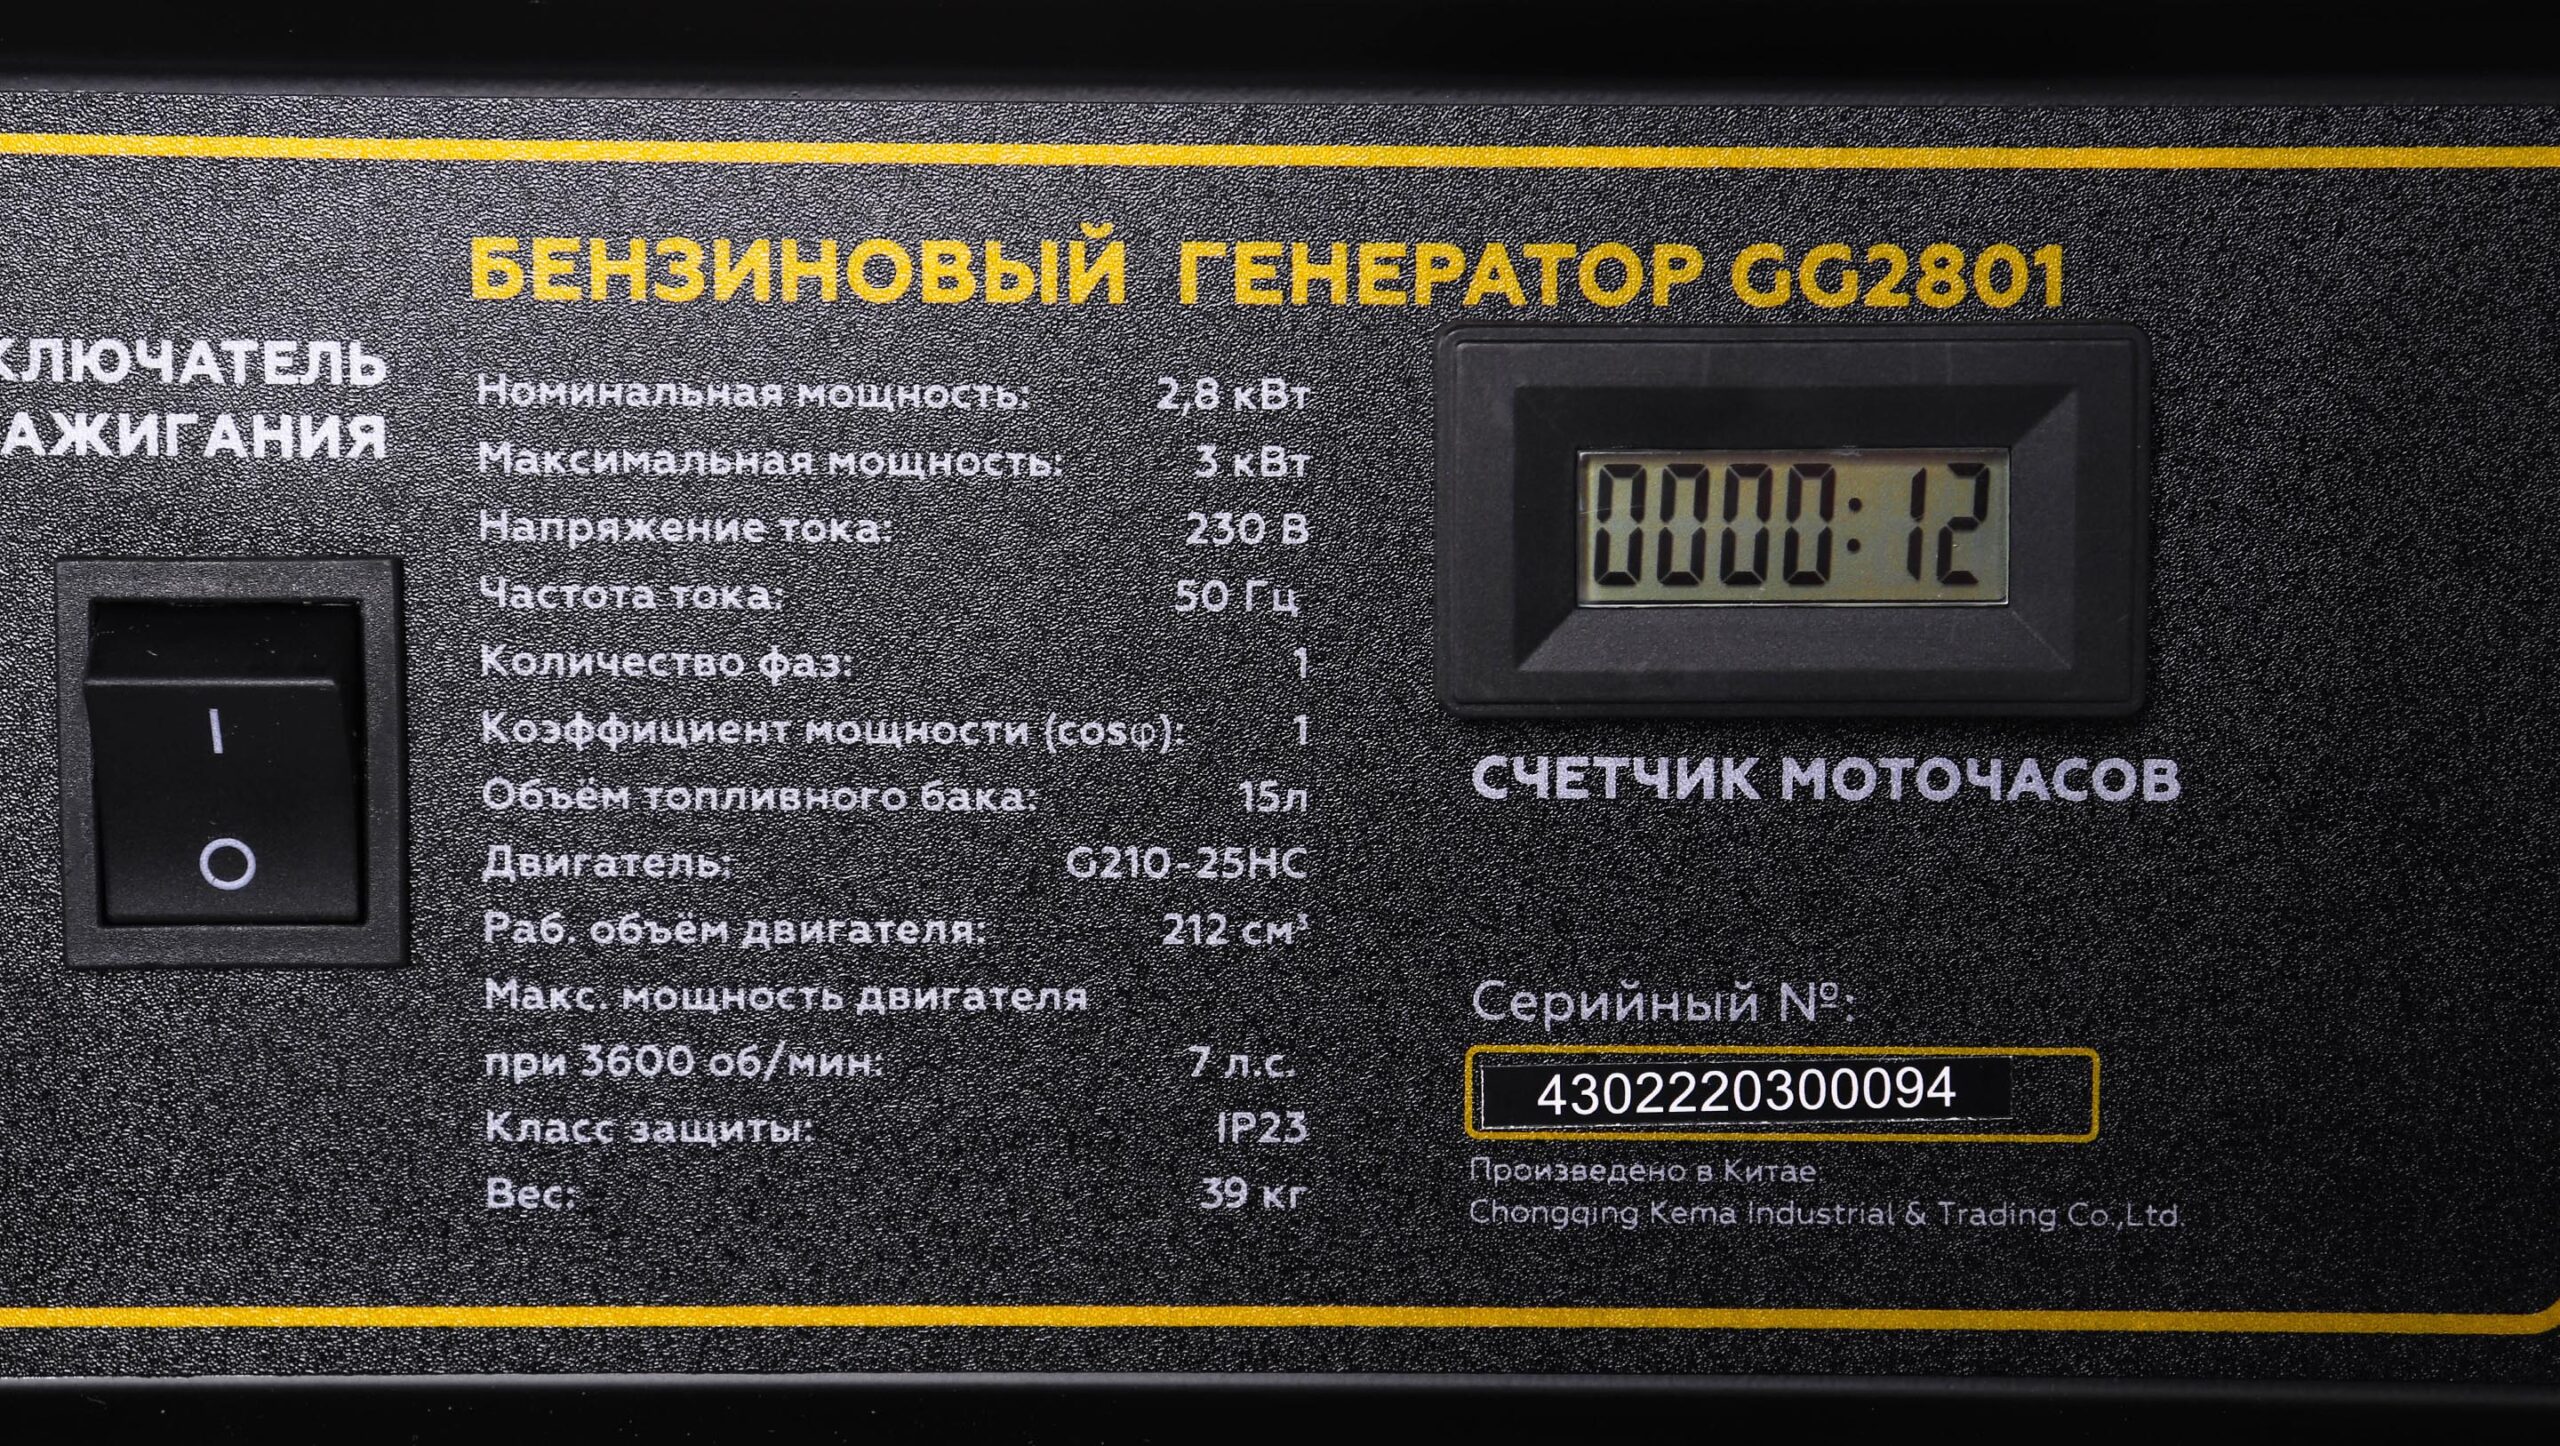 БЕНЗИНОВЫЙ ГЕНЕРАТОР GG2801
КЛЮЧАТЕЛЬ
АЖИГАНИЯ
I
O
Номинальная мощность: 2,8 кВт
Максимальная мощность: 3 кВт
Напряжение тока: 230 В
Частота тока: 50 Гц
Количество фаз: 1
Коэффициент мощности (cosφ): 1
Объём топливного бака: 15л
Двигатель: G210-25HC
Раб. объём двигателя: 212 см³
Макс. мощность двигателя
при 3600 об/мин: 7 л.с.
Класс защиты: IP23
Вес: 39 кг
0000:12
СЧЕТЧИК МОТОЧАСОВ
Серийный №:
4302220300094
Произведено в Китае:
Chongqing Kema Industrial & Trading Co.,Ltd.